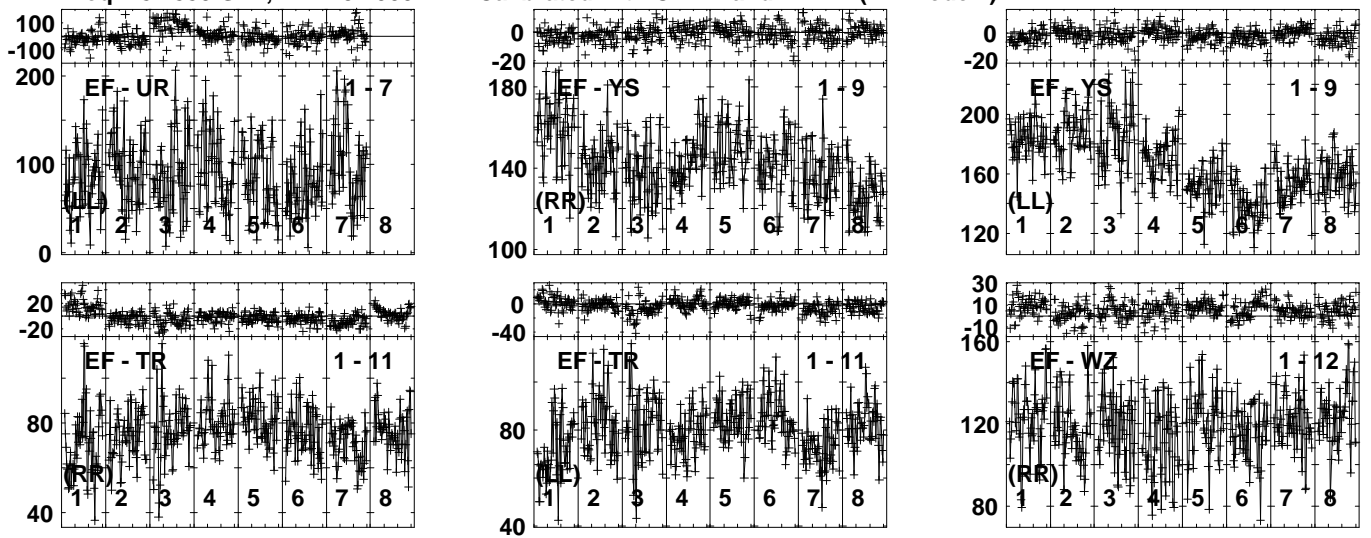 100
-100
200
EF - UR 1 - 7
100
(LL)
1 2 3 4 5 6 7 8
0
0
-20
180
EF - YS 1 - 9
140
(RR)
1 2 3 4 5 6 7 8
100
0
-20
200
EF - YS 1 - 9
160
(LL)
1 2 3 4 5 6 7 8
120
20
-20
EF - TR 1 - 11
80
(RR)
1 2 3 4 5 6 7 8
40
0
-40
EF - TR 1 - 11
80
(LL)
1 2 3 4 5 6 7 8
40
30
10
-10
160
EF - WZ 1 - 12
120
(RR)
1 2 3 4 5 6 7 8
80